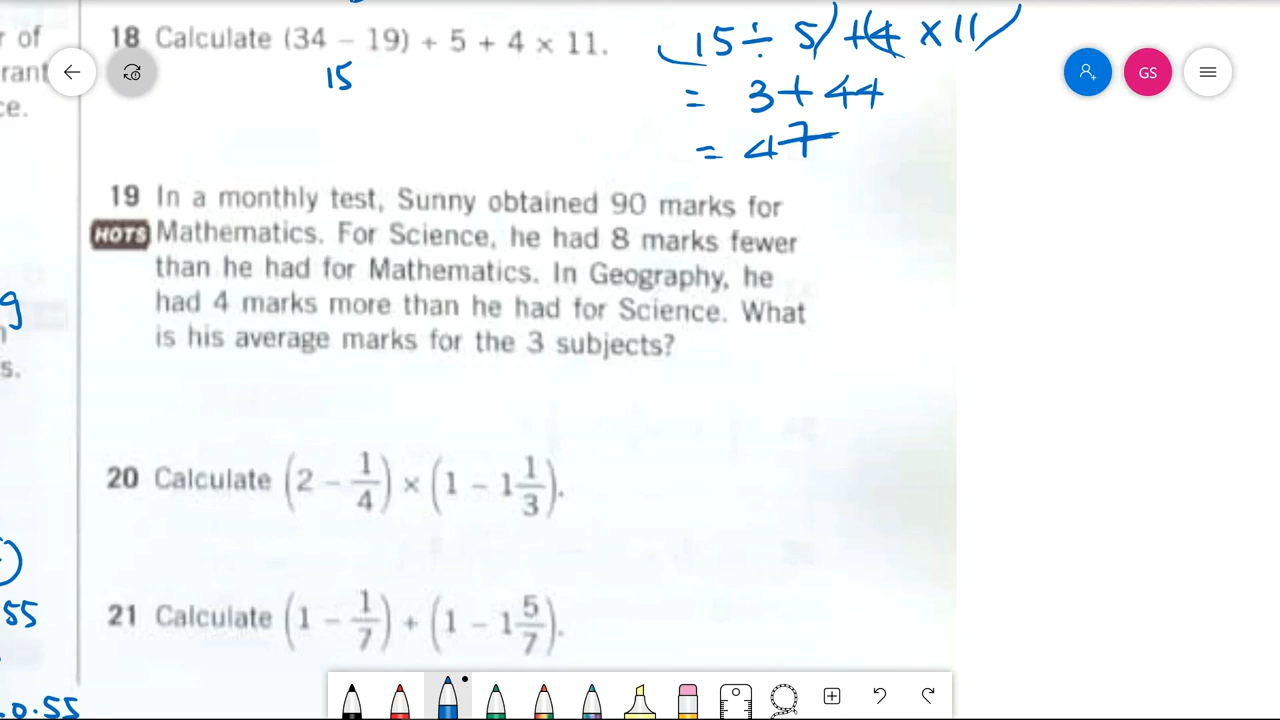 r of
rant
ce.
18 Calculate (34 − 19) + 5 + 4 × 11.
15
15 ÷ 5) + (4 × 11)
= 3 + 44
= 47
GS
19 In a monthly test, Sunny obtained 90 marks for
HOTS Mathematics. For Science, he had 8 marks fewer
than he had for Mathematics. In Geography, he
had 4 marks more than he had for Science. What
is his average marks for the 3 subjects?
g
s.
20 Calculate (2 − 1/4) × (1 − 1 1/3).
55
21 Calculate (1 − 1/7) + (1 − 1 5/7).
0.55